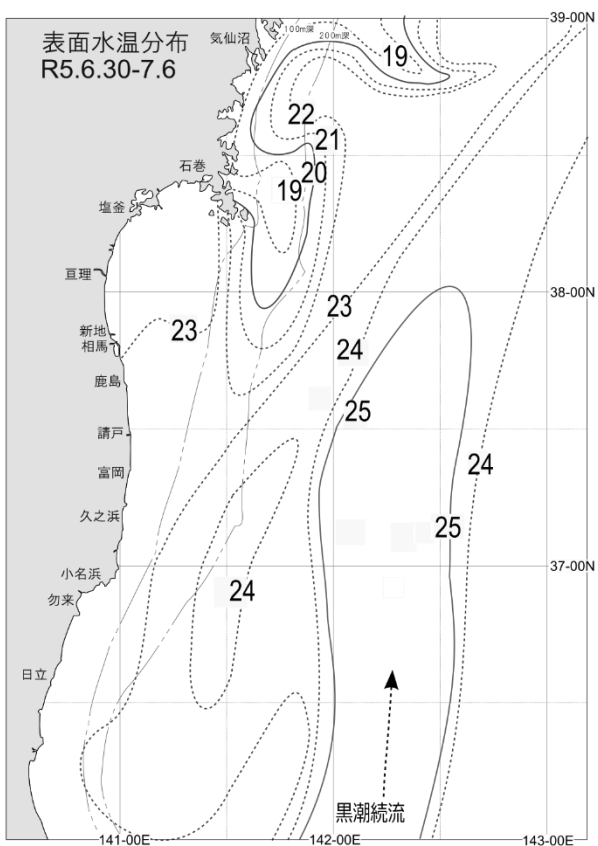 表面水温分布
R5.6.30-7.6
気仙沼
100m深
200m深
39-00N
19
22
21
20
19
石巻
塩釜
亘理
38-00N
23
23
新地
相馬
24
鹿島
25
請戸
24
富岡
25
久之浜
37-00N
小名浜
24
勿来
日立
黒潮続流
141-00E
142-00E
143-00E